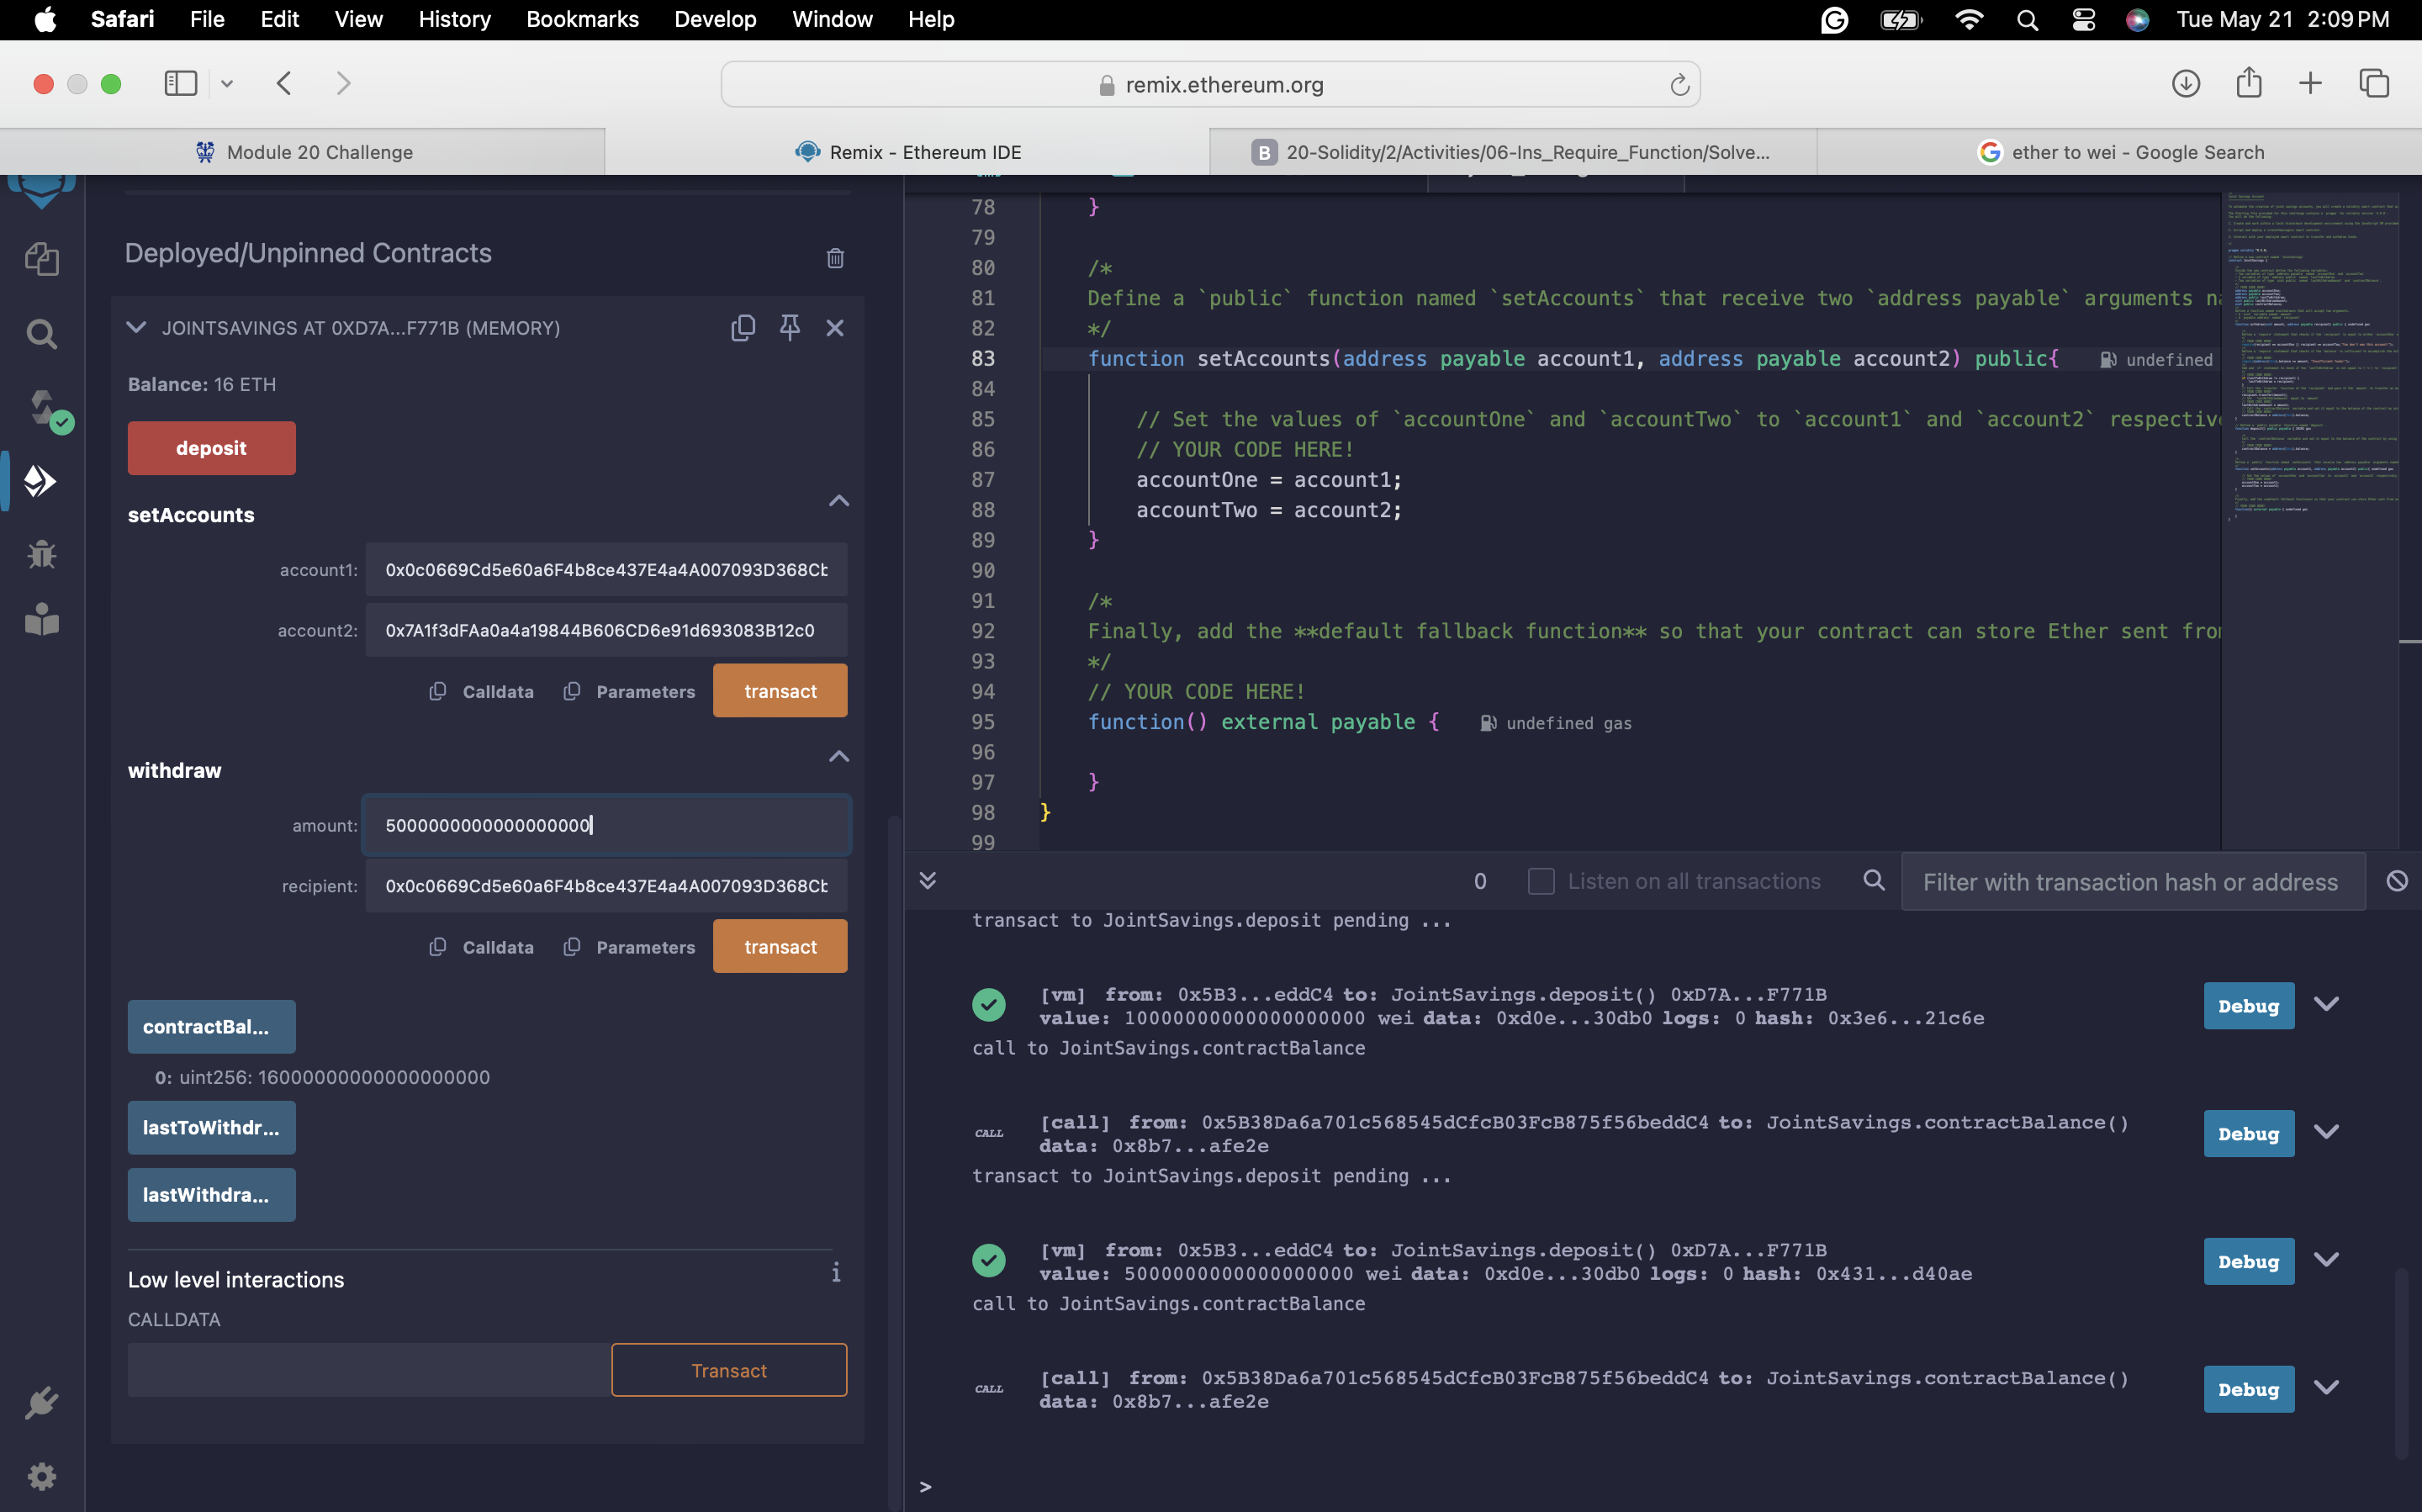 Safari File Edit View History Bookmarks Develop Window Help Tue May 21 2:09 PM
remix.ethereum.org
Module 20 Challenge
Remix - Ethereum IDE
20-Solidity/2/Activities/06-Ins_Require_Function/Solve...
ether to wei - Google Search
Deployed/Unpinned Contracts
JOINTSAVINGS AT 0XD7A...F771B (MEMORY)
Balance: 16 ETH
deposit
setAccounts
account1: 0x0c0669Cd5e60a6F4b8ce437E4a4A007093D368Cb
account2: 0x7A1f3dFAa0a4a19844B606CD6e91d693083B12c0
Calldata Parameters transact
withdraw
amount: 5000000000000000000
recipient: 0x0c0669Cd5e60a6F4b8ce437E4a4A007093D368Cb
Calldata Parameters transact
contractBal...
0: uint256: 16000000000000000000
lastToWithdr...
lastWithdra...
Low level interactions
CALLDATA
Transact
78 }
79
80 /*
81 Define a `public` function named `setAccounts` that receive two `address payable` arguments na
82 */
83 function setAccounts(address payable account1, address payable account2) public{ undefined
84
85 // Set the values of `accountOne` and `accountTwo` to `account1` and `account2` respectiv
86 // YOUR CODE HERE!
87 accountOne = account1;
88 accountTwo = account2;
89 }
90
91 /*
92 Finally, add the **default fallback function** so that your contract can store Ether sent fro
93 */
94 // YOUR CODE HERE!
95 function() external payable { undefined gas
96
97 }
98 }
99
0 Listen on all transactions Filter with transaction hash or address
transact to JointSavings.deposit pending ...
[vm] from: 0x5B3...eddC4 to: JointSavings.deposit() 0xD7A...F771B
value: 10000000000000000000 wei data: 0xd0e...30db0 logs: 0 hash: 0x3e6...21c6e
Debug
call to JointSavings.contractBalance
CALL [call] from: 0x5B38Da6a701c568545dCfcB03FcB875f56beddC4 to: JointSavings.contractBalance()
data: 0x8b7...afe2e
Debug
transact to JointSavings.deposit pending ...
[vm] from: 0x5B3...eddC4 to: JointSavings.deposit() 0xD7A...F771B
value: 5000000000000000000 wei data: 0xd0e...30db0 logs: 0 hash: 0x431...d40ae
Debug
call to JointSavings.contractBalance
CALL [call] from: 0x5B38Da6a701c568545dCfcB03FcB875f56beddC4 to: JointSavings.contractBalance()
data: 0x8b7...afe2e
Debug
>